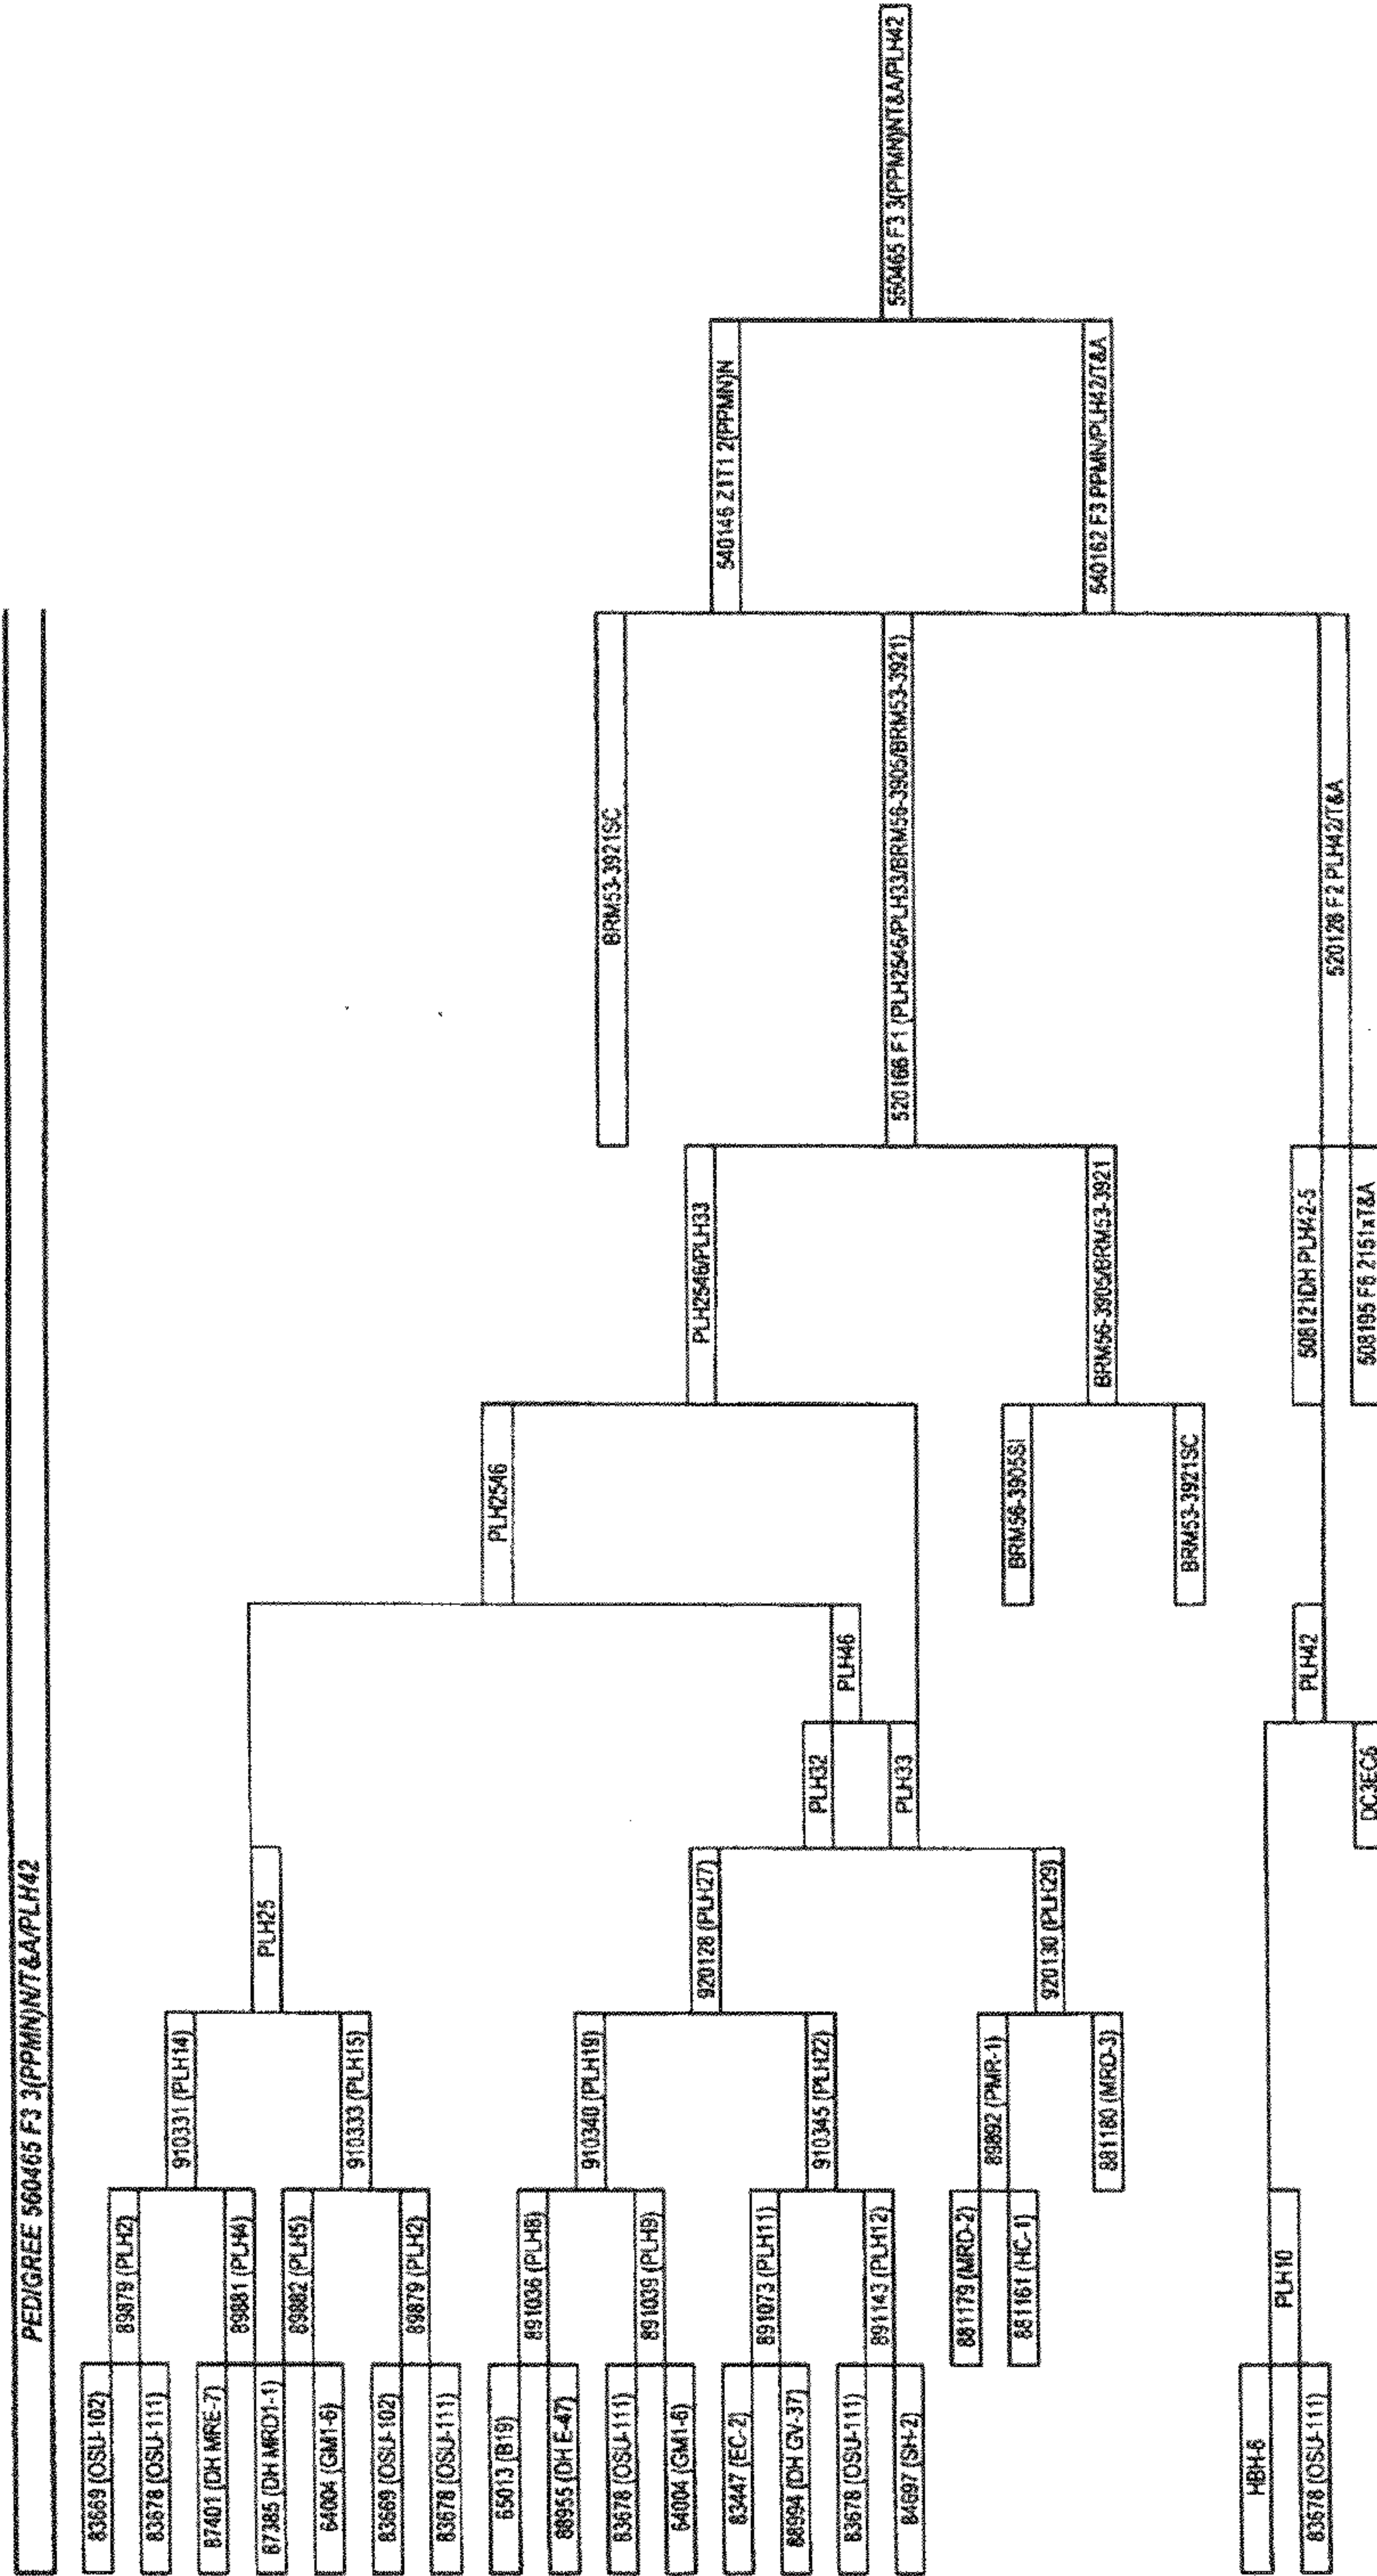 PEDIGREE 560465 F3 3(PPMN)N/T&A/PLH42
83669 (OSU-102)
83678 (OSU-111)
87401 (DH MRE-7)
87385 (DH MRD1-1)
64004 (GM1-6)
83669 (OSU-102)
83678 (OSU-111)
65013 (B19)
88955 (DH E-47)
83678 (OSU-111)
64004 (GM1-6)
83447 (EC-2)
88994 (DH GV-37)
83678 (OSU-111)
84697 (SH-2)
HBH-6
83678 (OSU-111)
89879 (PLH2)
89881 (PLH4)
89882 (PLH5)
89879 (PLH2)
891036 (PLH8)
891039 (PLH9)
891073 (PLH11)
891143 (PLH12)
881179 (MRD-2)
881161 (HC-1)
PLH10
910331 (PLH14)
910333 (PLH15)
910340 (PLH19)
910345 (PLH22)
89892 (PMR-1)
881180 (MRD-3)
PLH25
920128 (PLH27)
920130 (PLH29)
PLH32
PLH33
DC3EC6
PLH46
PLH42
PLH2546
BRM56-3905SI
BRM53-3921SC
PLH2546/PLH33
BRM56-3905/BRM53-3921
508121DH PLH42-5
508195 F6 2151xT&A
BRM53-3921SC
520166 F1 (PLH2546/PLH33/BRM56-3905/BRM53-3921)
520128 F2 PLH42/T&A
540145 Z1T1 2(PPMN)N
540162 F3 PPMN/PLH42/T&A
550465 F3 3(PPMN)NT&A/PLH42